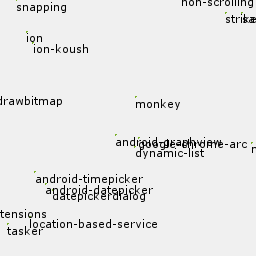 snapping
non-scrolling
strike
ion
ion-koush
drawbitmap
monkey
android-graphview
google-chrome-arc
dynamic-list
android-timepicker
android-datepicker
datepickerdialog
tensions
location-based-service
tasker